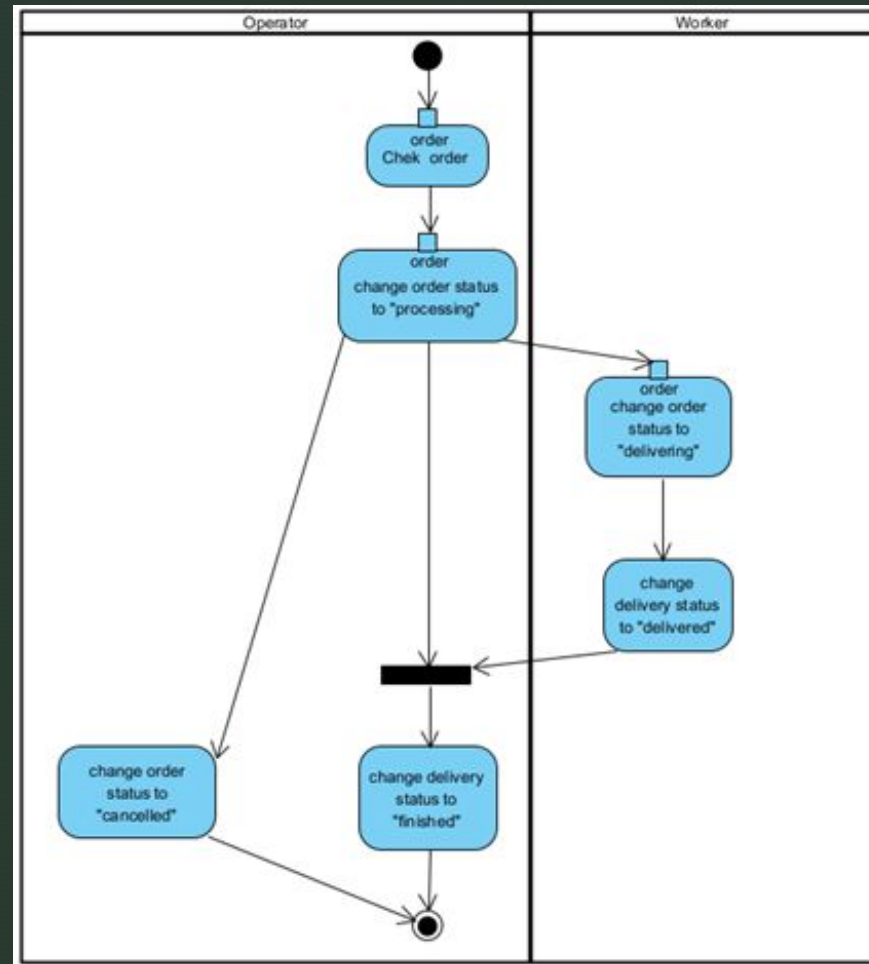 Operator
Worker
order
Chek order
order
change order status
to "processing"
order
change order
status to
"delivering"
change
delivery status
to "delivered"
change order
status to
"cancelled"
change delivery
status to
"finished"